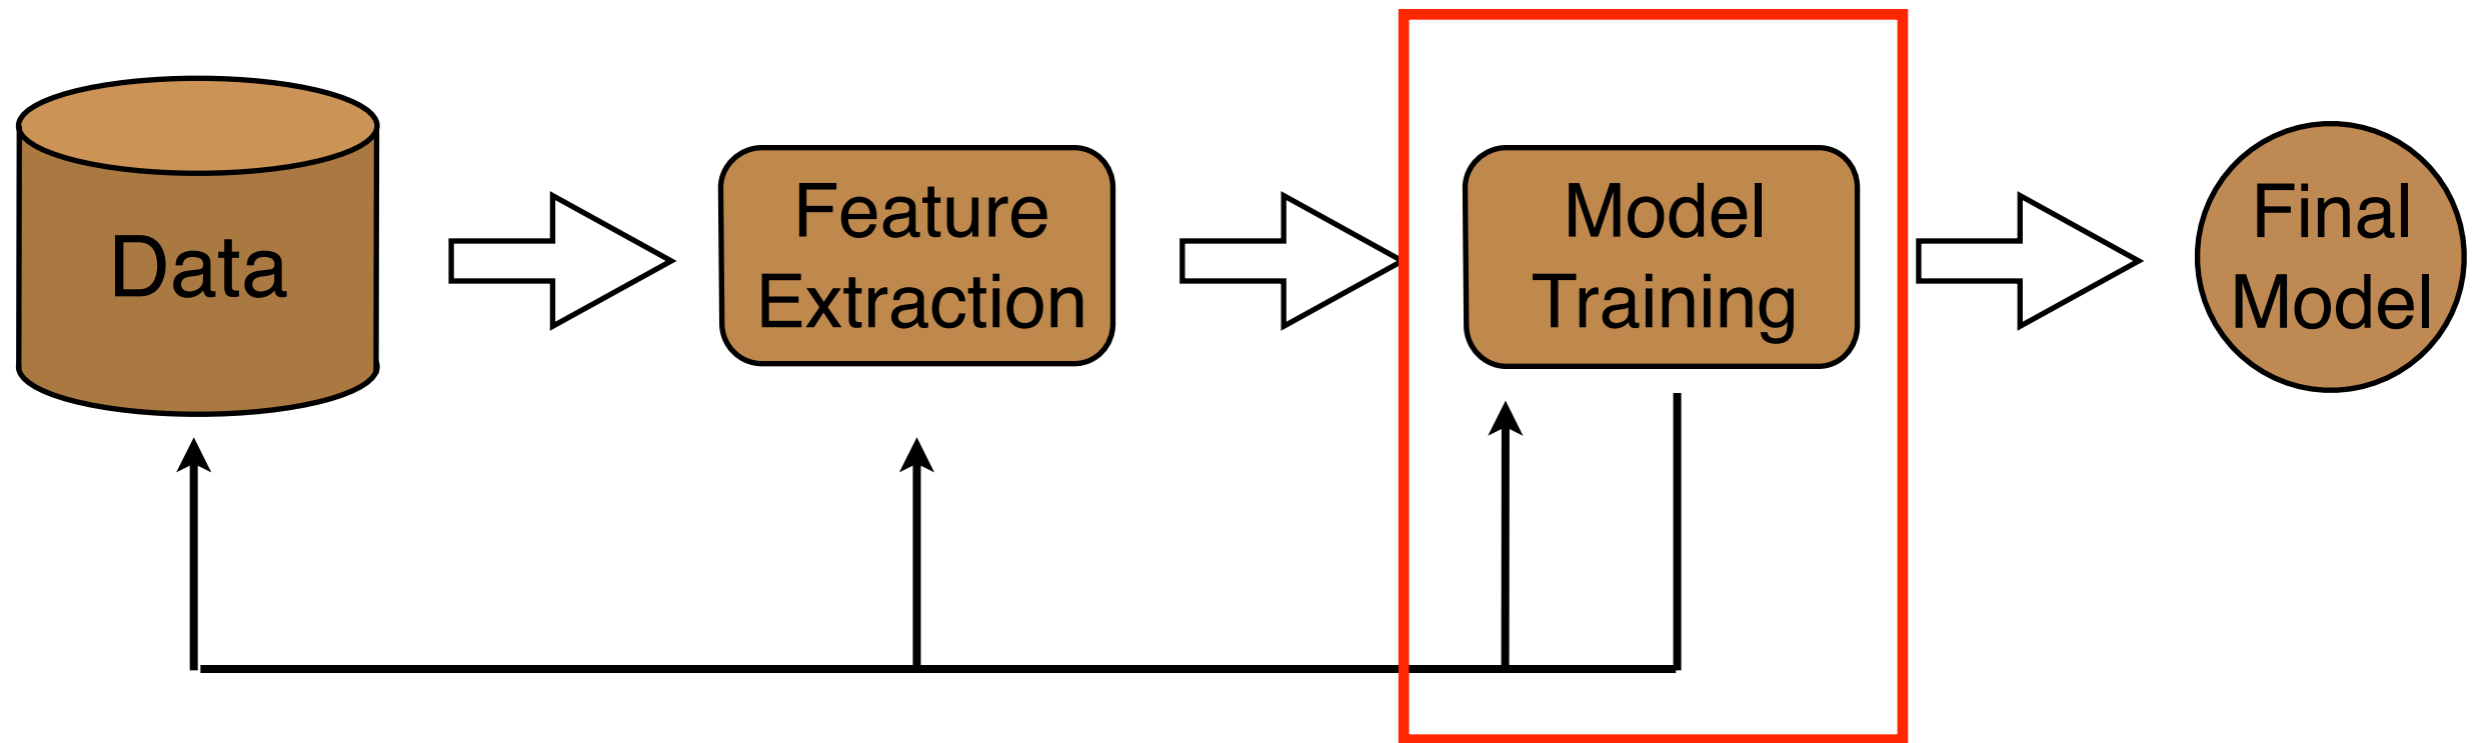 Data
Feature
Extraction
Model
Training
Final
Model